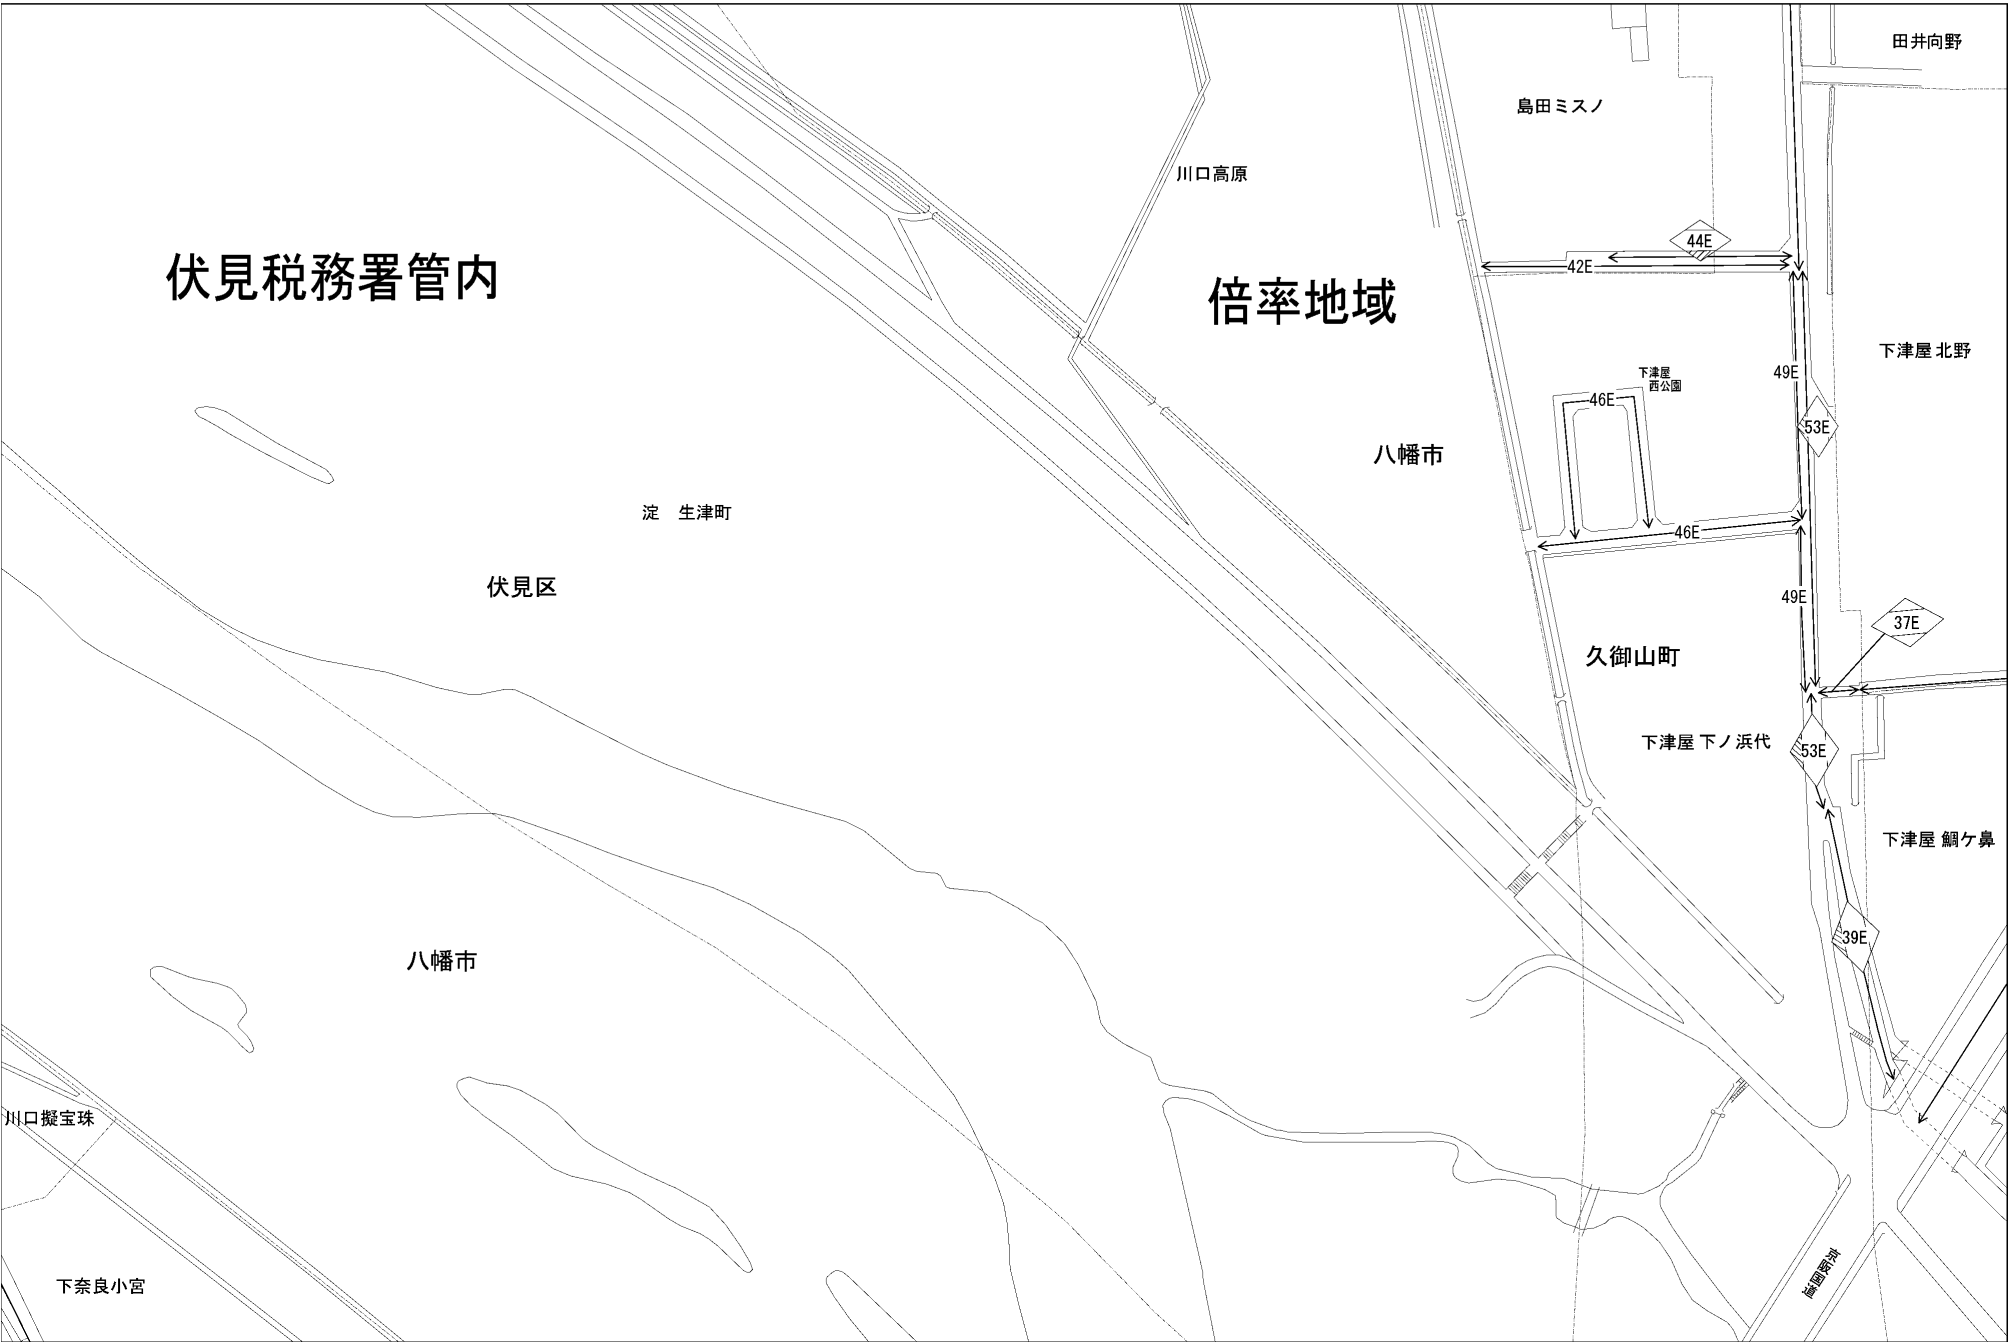 田井向野
島田ミスノ
川口高原
44E
42E
伏見税務署管内
倍率地域
下津屋 北野
49E
下津屋
西公園
46E
53E
八幡市
淀　生津町
46E
伏見区
49E
37E
久御山町
下津屋 下ノ浜代
53E
下津屋 鯛ケ鼻
39E
八幡市
川口擬宝珠
下奈良小宮
京阪国道